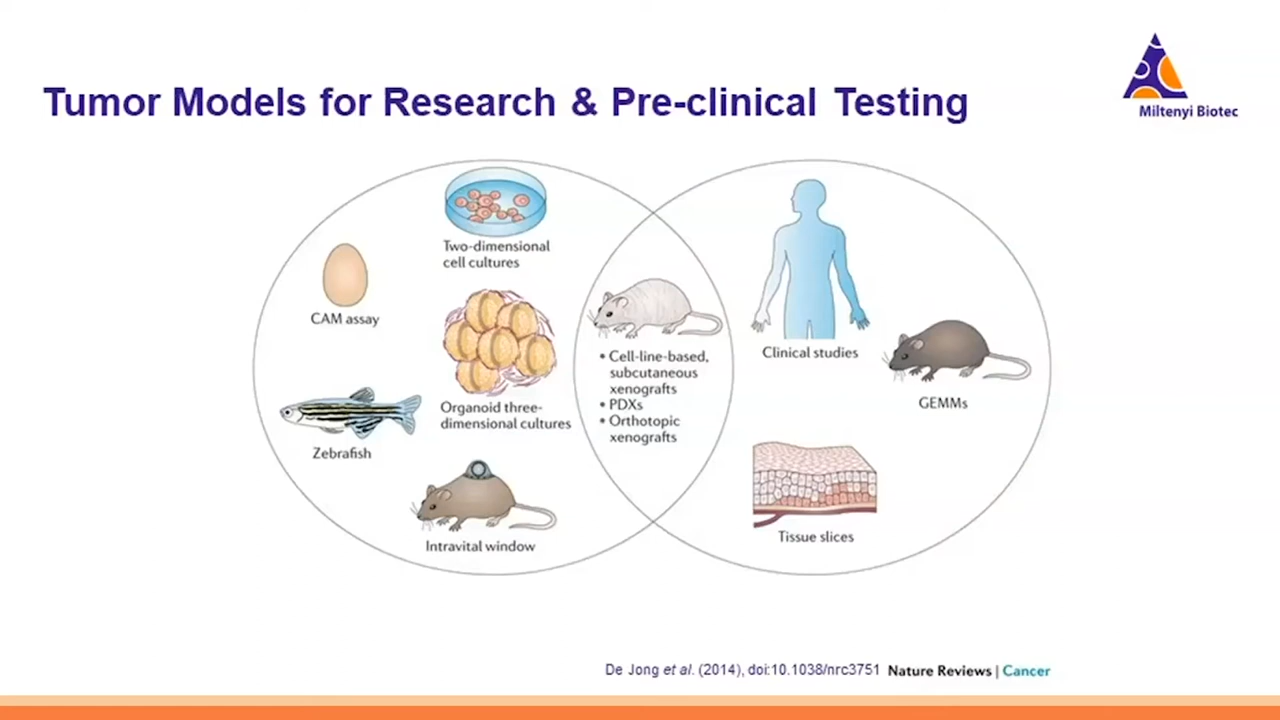 Tumor Models for Research & Pre-clinical Testing
Miltenyi Biotec
Two-dimensional
cell cultures
CAM assay
Organoid three-
dimensional cultures
Zebrafish
Intravital window
• Cell-line-based,
subcutaneous
xenografts
• PDXs
• Orthotopic
xenografts
Clinical studies
GEMMs
Tissue slices
De Jong et al. (2014), doi:10.1038/nrc3751 Nature Reviews | Cancer